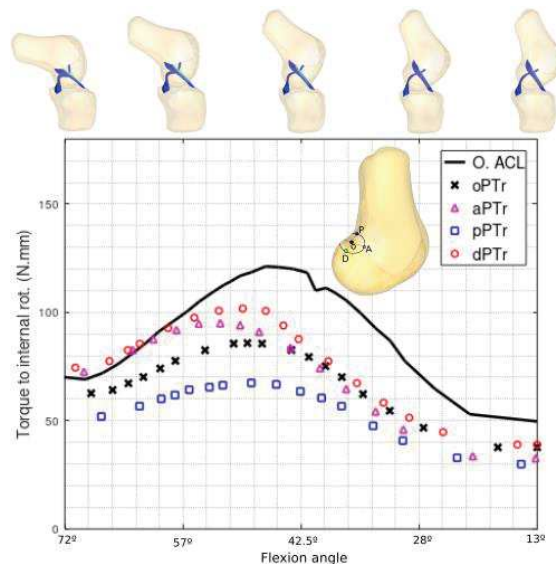 O. ACL
oPTr
aPTr
pPTr
dPTr
P
O
A
D
Torque to internal rot. (N.mm)
150
100
50
0
72º
57º
42.5º
28º
13º
Flexion angle